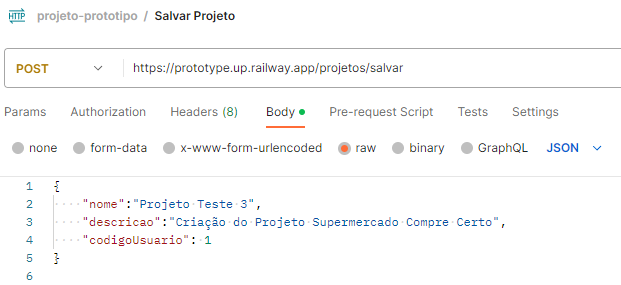 HTTP projeto-prototipo / Salvar Projeto
POST https://prototype.up.railway.app/projetos/salvar
Params Authorization Headers (8) Body Pre-request Script Tests Settings
none form-data x-www-form-urlencoded raw binary GraphQL JSON
1 {
2 "nome":"Projeto Teste 3",
3 "descricao":"Criação do Projeto Supermercado Compre Certo",
4 "codigoUsuario": 1
5 }
6